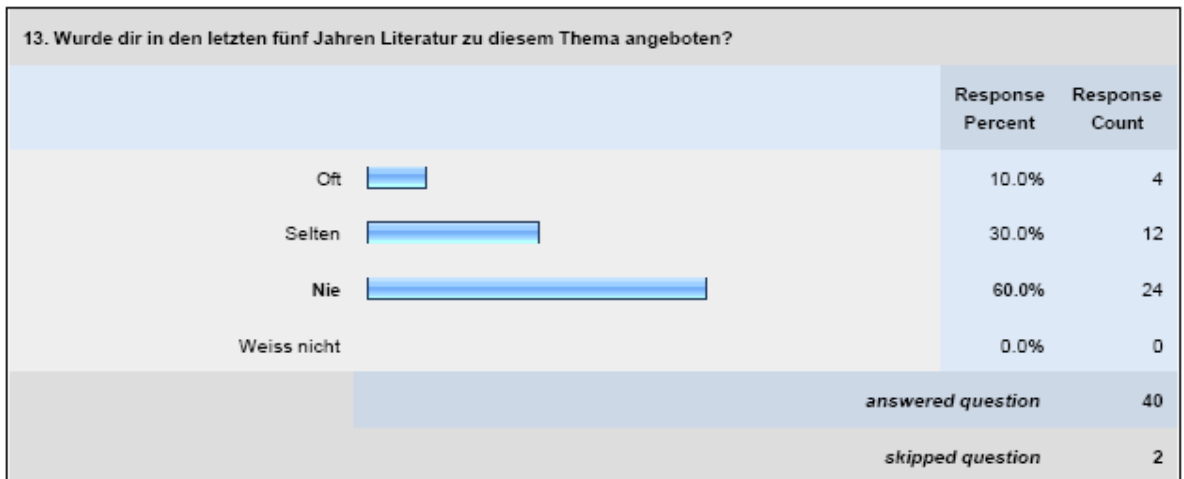 13. Wurde dir in den letzten fünf Jahren Literatur zu diesem Thema angeboten?
Response Percent Response Count
Oft 10.0% 4
Selten 30.0% 12
Nie 60.0% 24
Weiss nicht 0.0% 0
answered question 40
skipped question 2